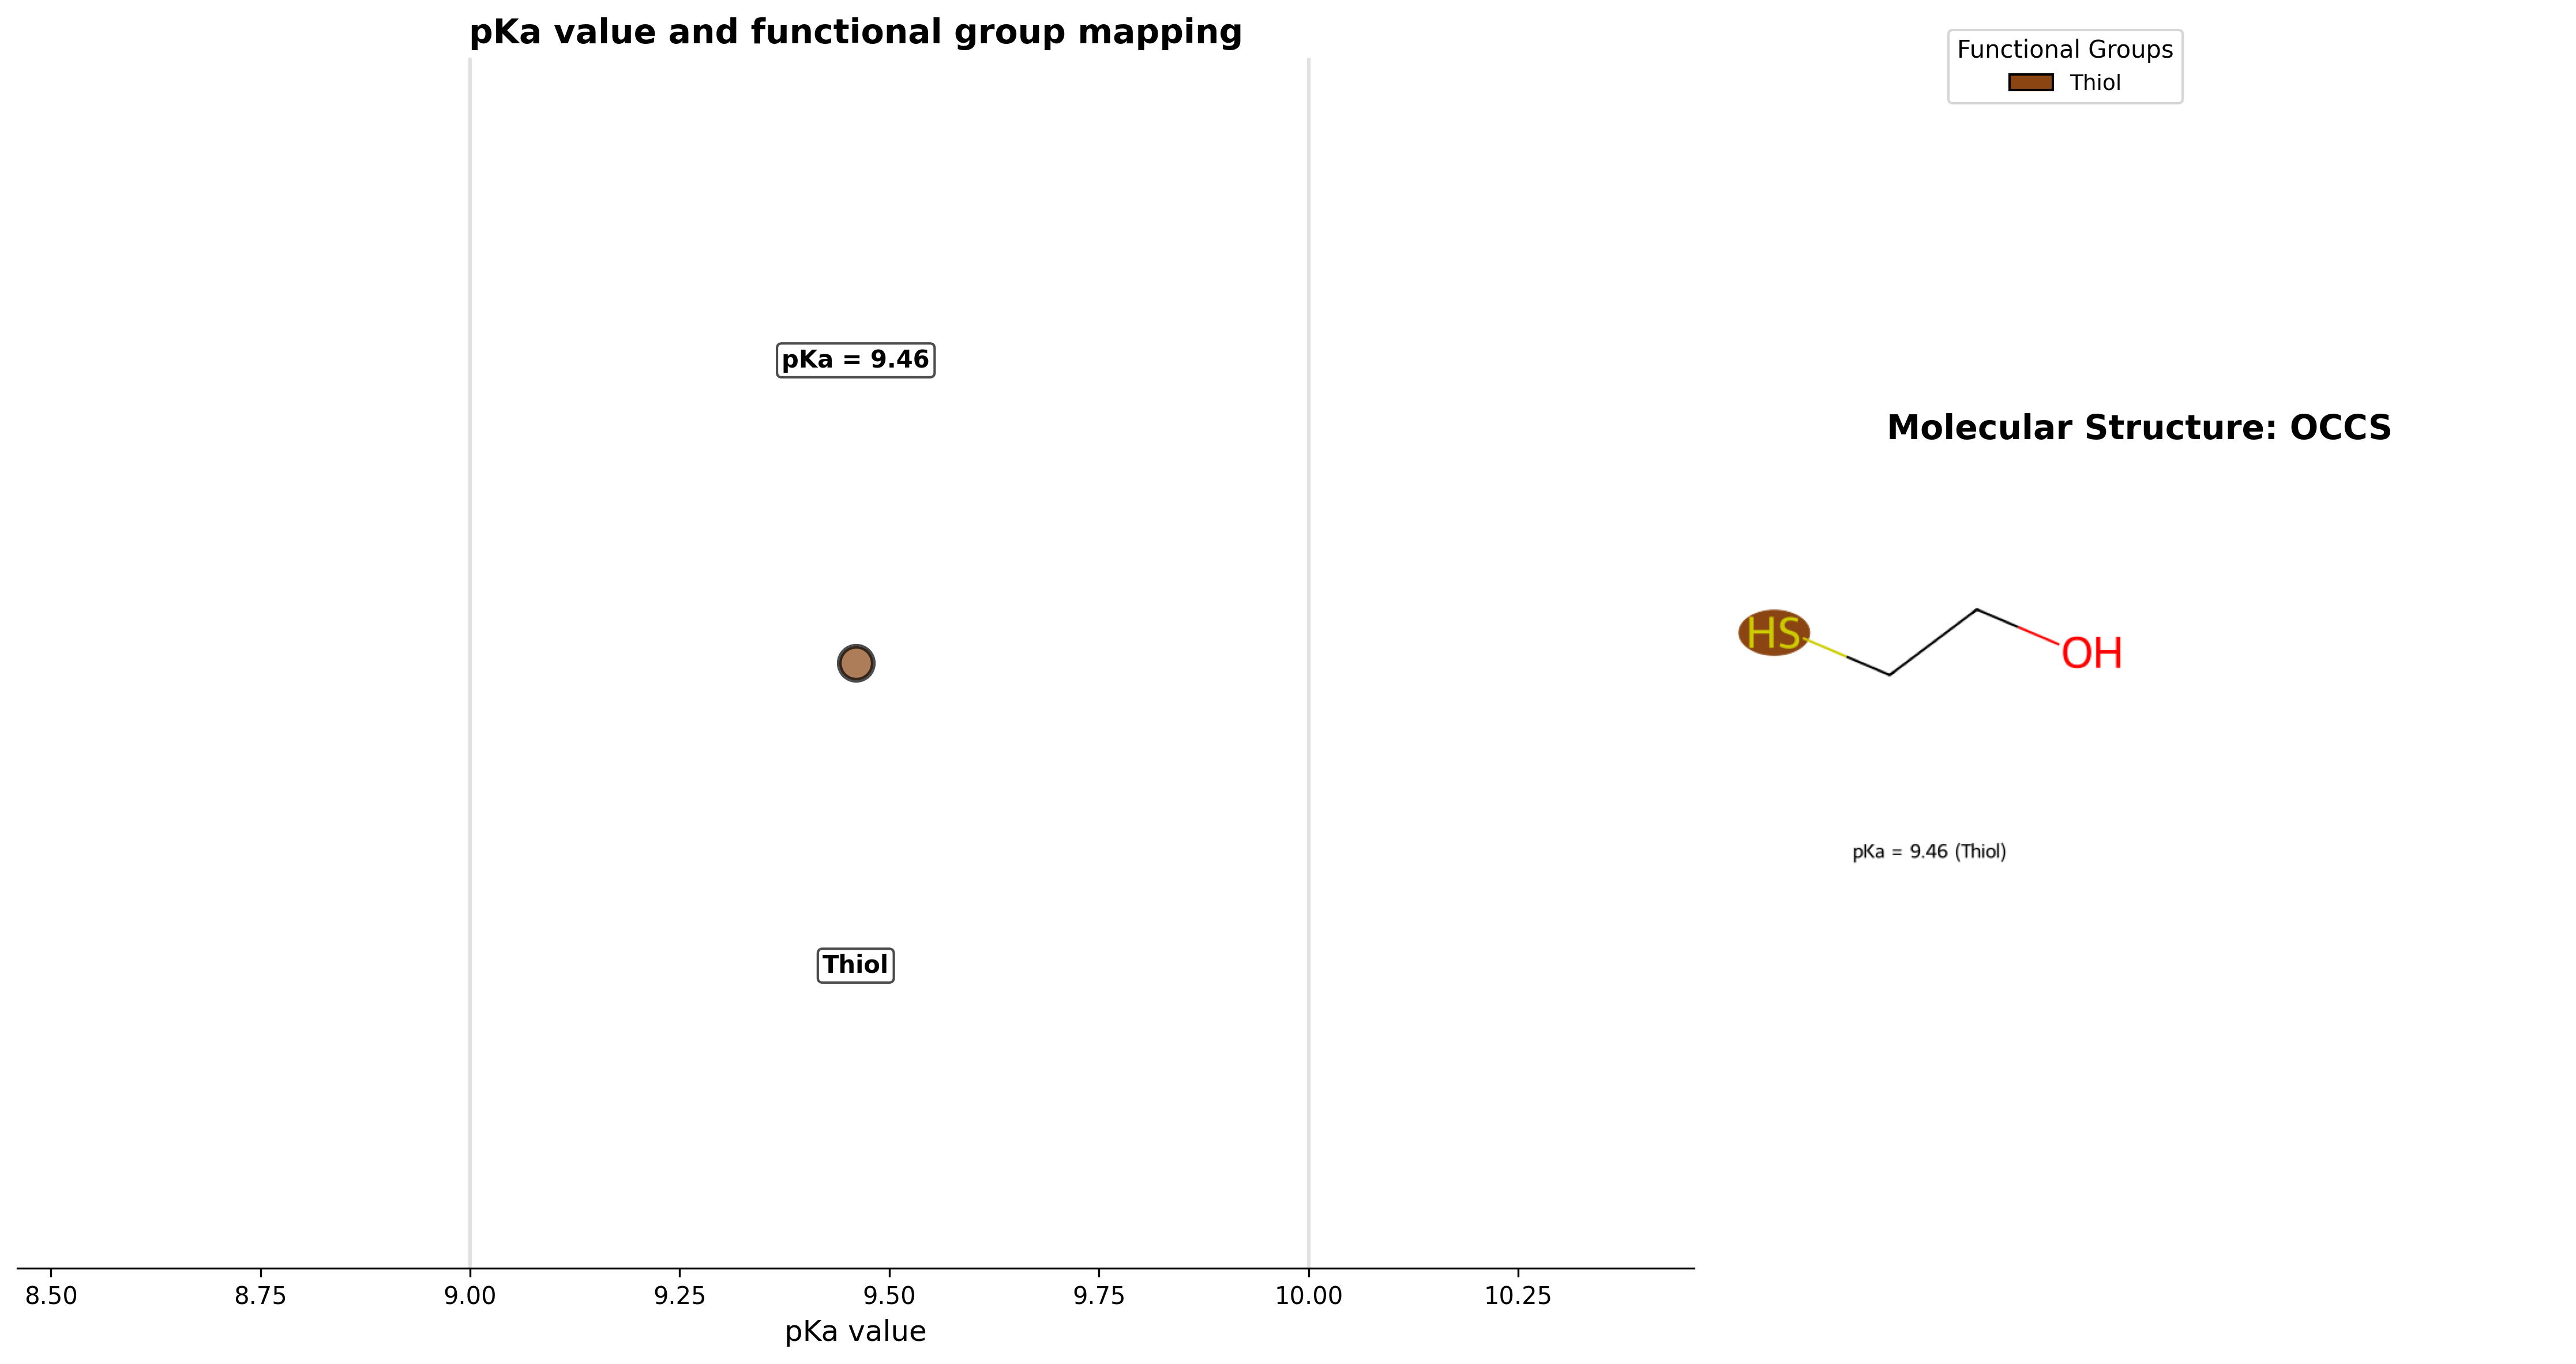 pKa value and functional group mapping
pKa = 9.46
Thiol
8.50 8.75 9.00 9.25 9.50 9.75 10.00 10.25
pKa value
Functional Groups
Thiol
Molecular Structure: OCCS
HS
OH
pKa = 9.46 (Thiol)